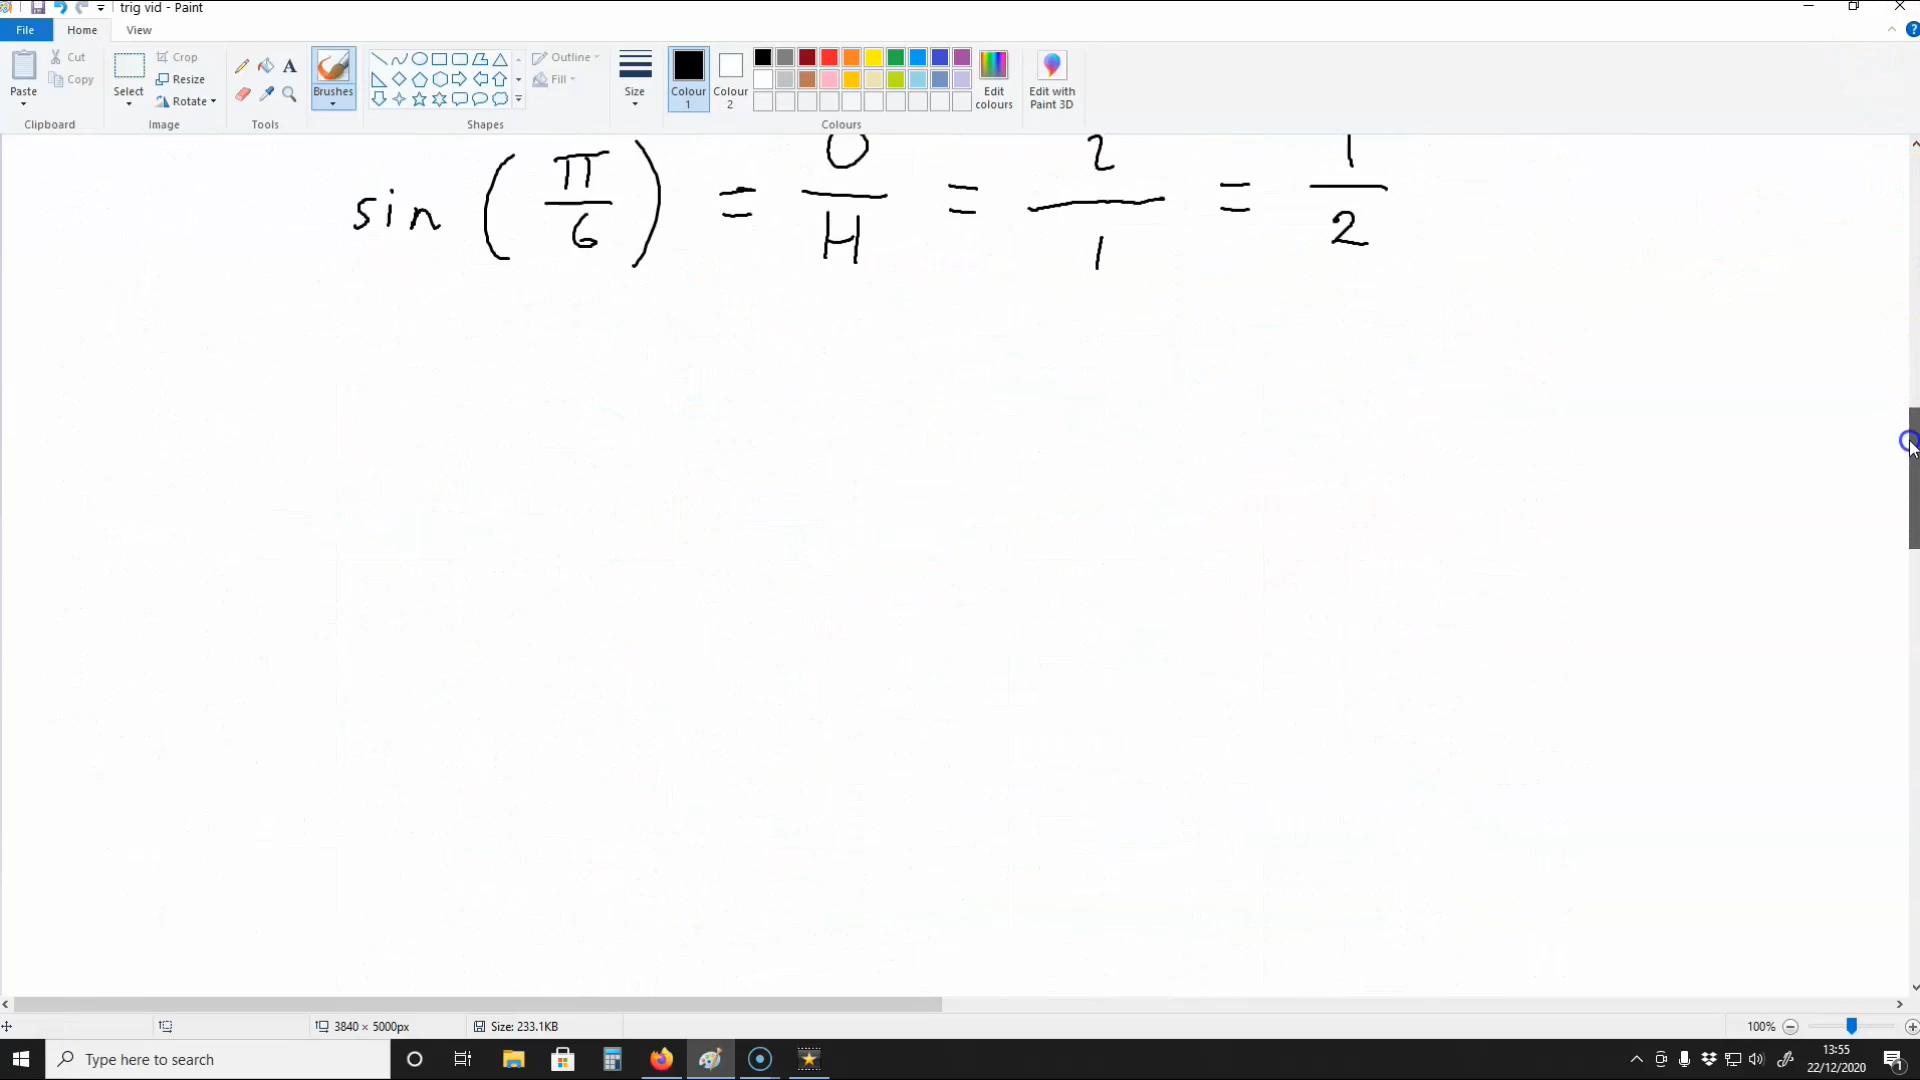 trig vid - Paint
File Home View
Paste Cut Copy Clipboard
Select Crop Resize Rotate Image
A Tools
Brushes
Shapes Outline Fill
Size
Colour 1 Colour 2 Edit colours Colours
Edit with Paint 3D
sin ( π/6 ) = O/H = 2/1 = 1/2
3840 × 5000px Size: 233.1KB 100%
Type here to search
13:55
22/12/2020
1